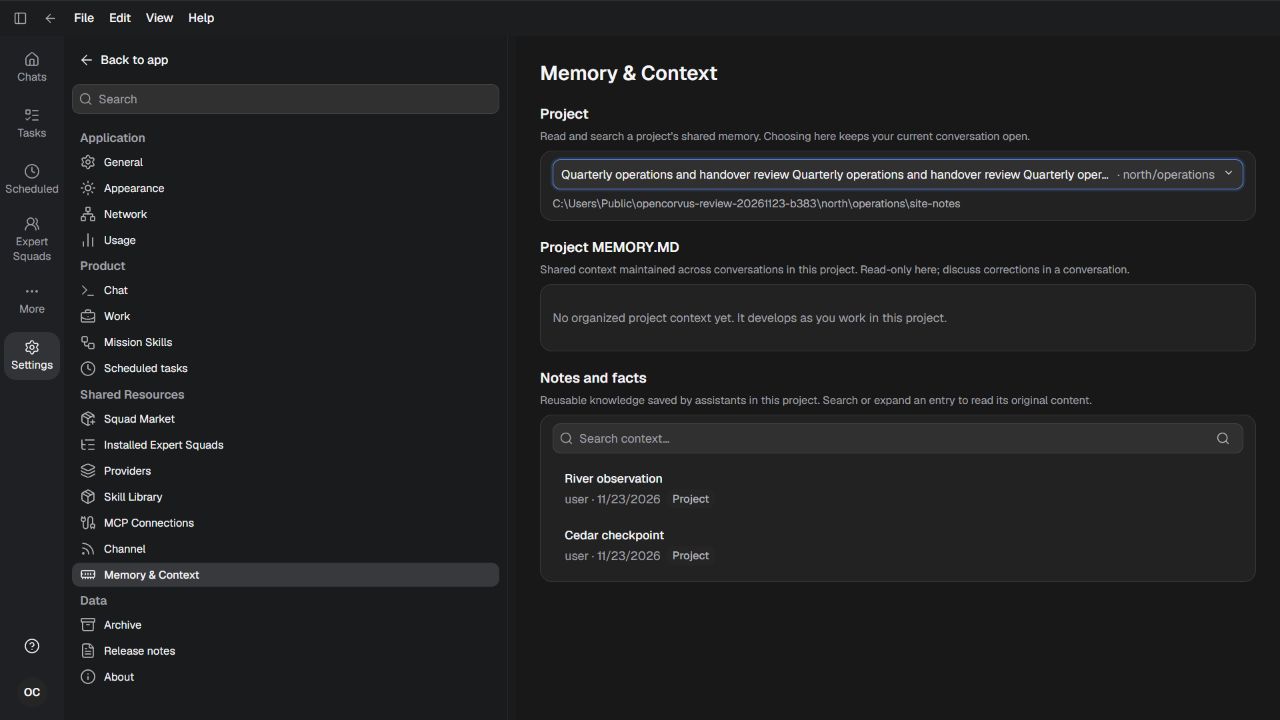 File Edit View Help
Chats
Tasks
Scheduled
Expert
Squads
More
Settings
OC
Back to app
Search
Application
General
Appearance
Network
Usage
Product
Chat
Work
Mission Skills
Scheduled tasks
Shared Resources
Squad Market
Installed Expert Squads
Providers
Skill Library
MCP Connections
Channel
Memory & Context
Data
Archive
Release notes
About
Memory & Context
Project
Read and search a project's shared memory. Choosing here keeps your current conversation open.
Quarterly operations and handover review Quarterly operations and handover review Quarterly oper... · north/operations
C:\Users\Public\opencorvus-review-20261123-b383\north\operations\site-notes
Project MEMORY.MD
Shared context maintained across conversations in this project. Read-only here; discuss corrections in a conversation.
No organized project context yet. It develops as you work in this project.
Notes and facts
Reusable knowledge saved by assistants in this project. Search or expand an entry to read its original content.
Search context...
River observation
user · 11/23/2026 Project
Cedar checkpoint
user · 11/23/2026 Project